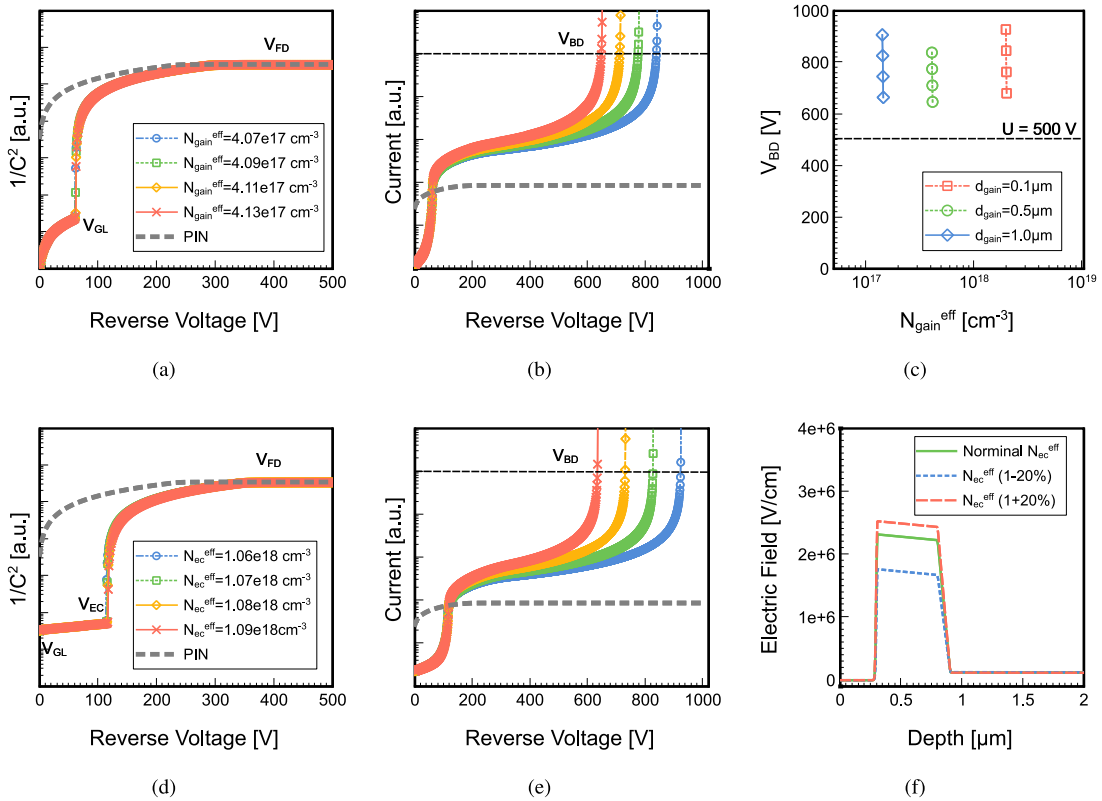 V_FD
1/C² [a.u.]
N_gain^eff=4.07e17 cm⁻³
N_gain^eff=4.09e17 cm⁻³
N_gain^eff=4.11e17 cm⁻³
N_gain^eff=4.13e17 cm⁻³
PIN
V_GL
0 100 200 300 400 500
Reverse Voltage [V]
(a)
V_BD
Current [a.u.]
0 200 400 600 800 1000
Reverse Voltage [V]
(b)
1000
800
600
400
200
0
V_BD [V]
U = 500 V
d_gain=0.1μm
d_gain=0.5μm
d_gain=1.0μm
10¹⁷ 10¹⁸ 10¹⁹
N_gain^eff [cm⁻³]
(c)
V_FD
1/C² [a.u.]
V_EC
V_GL
N_ec^eff=1.06e18 cm⁻³
N_ec^eff=1.07e18 cm⁻³
N_ec^eff=1.08e18 cm⁻³
N_ec^eff=1.09e18cm⁻³
PIN
0 100 200 300 400 500
Reverse Voltage [V]
(d)
V_BD
Current [a.u.]
0 200 400 600 800 1000
Reverse Voltage [V]
(e)
4e+6
3e+6
2e+6
1e+6
0
Electric Field [V/cm]
Norminal N_ec^eff
N_ec^eff (1-20%)
N_ec^eff (1+20%)
0 0.5 1 1.5 2
Depth [μm]
(f)